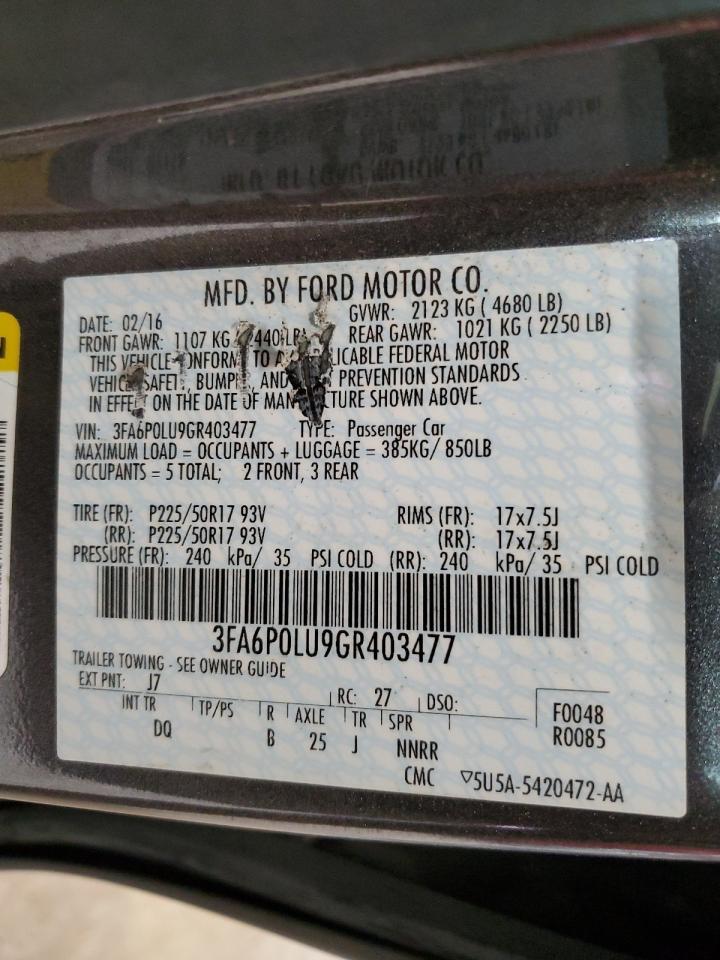 MFD. BY FORD MOTOR CO.
DATE: 02/16 GVWR: 2123 KG ( 4680 LB)
FRONT GAWR: 1107 KG 2440 LB REAR GAWR: 1021 KG ( 2250 LB)
THIS VEHICLE TO FEDERAL MOTOR
PREVENTION STANDARDS
IN ON THE DATE OF SHOWN ABOVE.
VIN: 3FA6P0LU9GR403477 TYPE: Passenger Car
MAXIMUM LOAD = OCCUPANTS + LUGGAGE = 385KG/ 850LB
OCCUPANTS = 5 TOTAL; 2 FRONT, 3 REAR
TIRE (FR): P225/50R17 93V RIMS (FR): 17x7.5J
(RR): P225/50R17 93V (RR): 17x7.5J
PRESSURE (FR): 240 kPa/ 35 PSI COLD (RR): 240 kPa/ 35 PSI COLD
3FA6P0LU9GR403477
TRAILER TOWING - SEE OWNER GUIDE
EXT PNT: J7 RC: 27 DSO:
INT TR TP/PS R AXLE TR SPR F0048
DQ B 25 J NNRR R0085
CMC ▽5U5A-5420472-AA